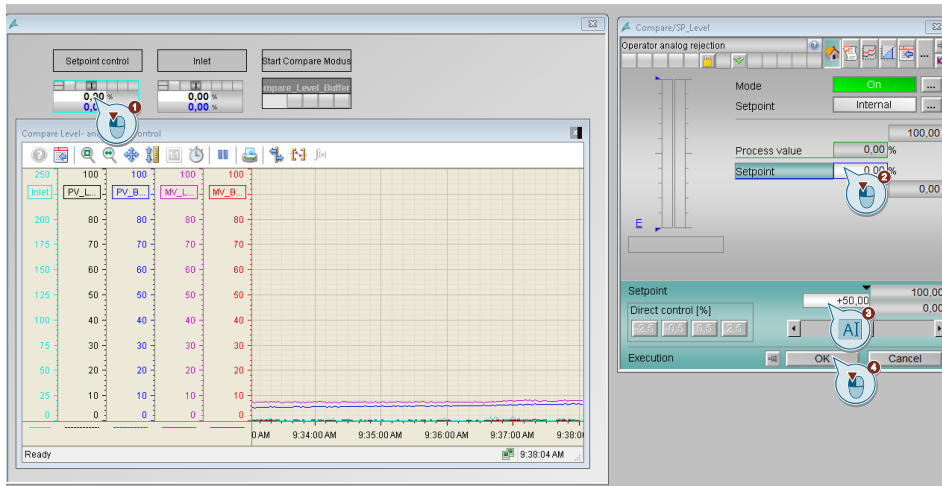 Setpoint control
Inlet
Start Compare Modus
mpare_Level_Buffer
0,00 %
0,00 %
0,00 %
1
Compare Level- an
ntrol
250 100 100 100 100
Inlet PV_L... PV_B... MV_L... MV_B...
200 80 80 80 80
175 70 70 70 70
150 60 60 60 60
125 50 50 50 50
100 40 40 40 40
75 30 30 30 30
50 20 20 20 20
25 10 10 10 10
0 0 0 0 0
0 AM 9:34:00 AM 9:35:00 AM 9:36:00 AM 9:37:00 AM 9:38:0
Ready
9:38:04 AM
Compare/SP_Level
Operator analog rejection
...
Mode On ...
Setpoint Internal ...
100,00
Process value 0,00 %
Setpoint 0,00 %
2
0,00
E
Setpoint
+50,00
100,00
0,00
3
Direct control [%]
-2,5 -0,5 0,5 2,5
AI
Execution OK Cancel
4